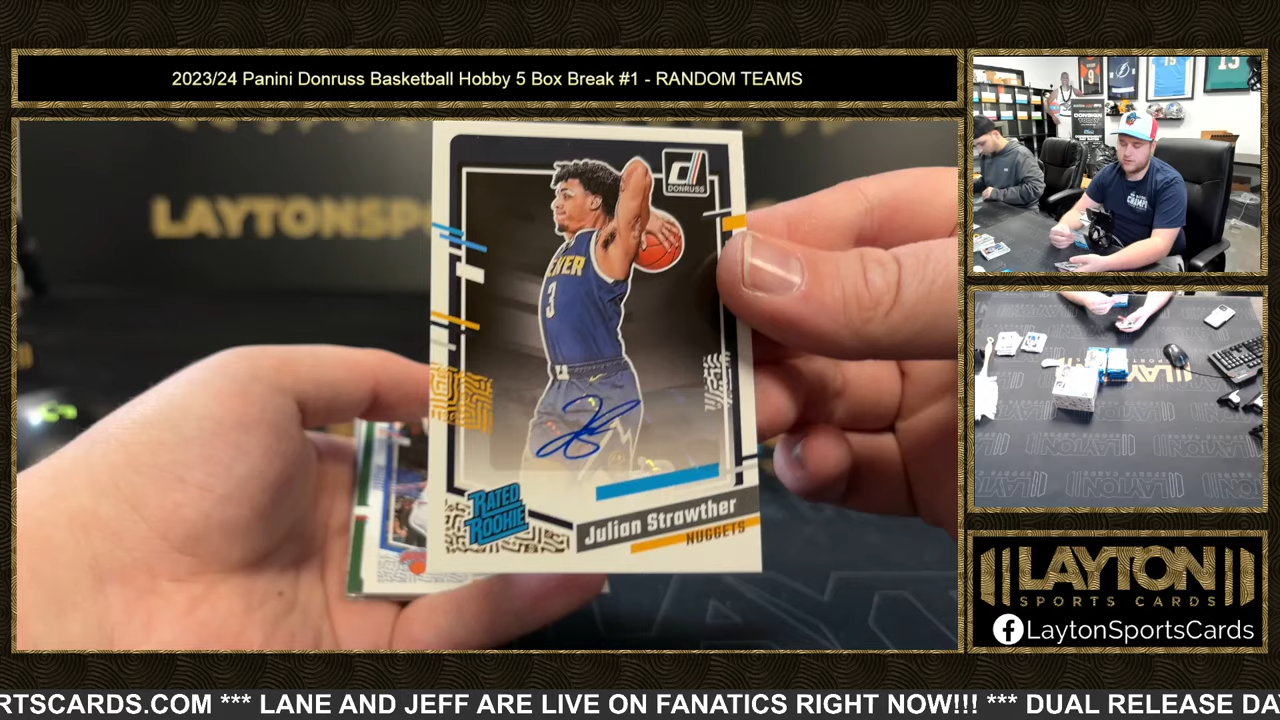 2023/24 Panini Donruss Basketball Hobby 5 Box Break #1 - RANDOM TEAMS
LAYTONSP
DONRUSS
3
RATED
ROOKIE
Julian Strawther
NUGGETS
CONSIGN
LAYTON
SPORTS CARDS
LaytonSportsCards
RTSCARDS.COM *** LANE AND JEFF ARE LIVE ON FANATICS RIGHT NOW!!! *** DUAL RELEASE DA